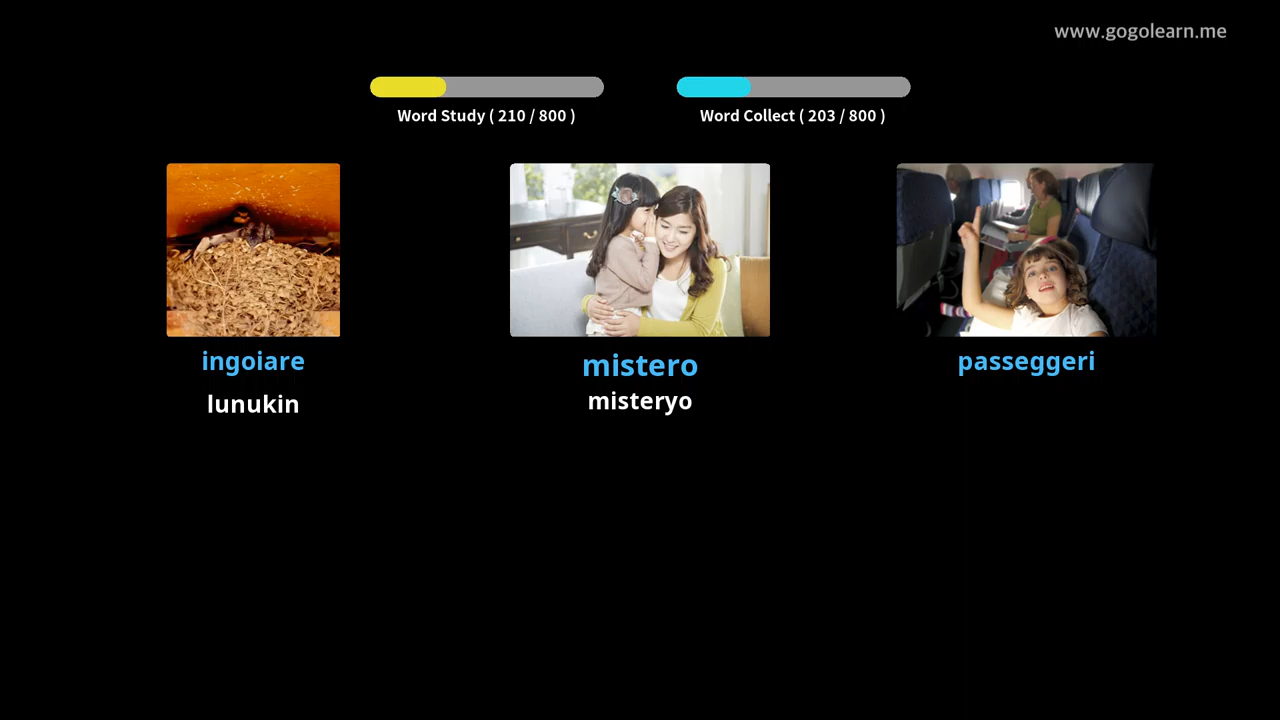 www.gogolearn.me
Word Study ( 210 / 800 )
Word Collect ( 203 / 800 )
ingoiare
mistero
passeggeri
lunukin
misteryo